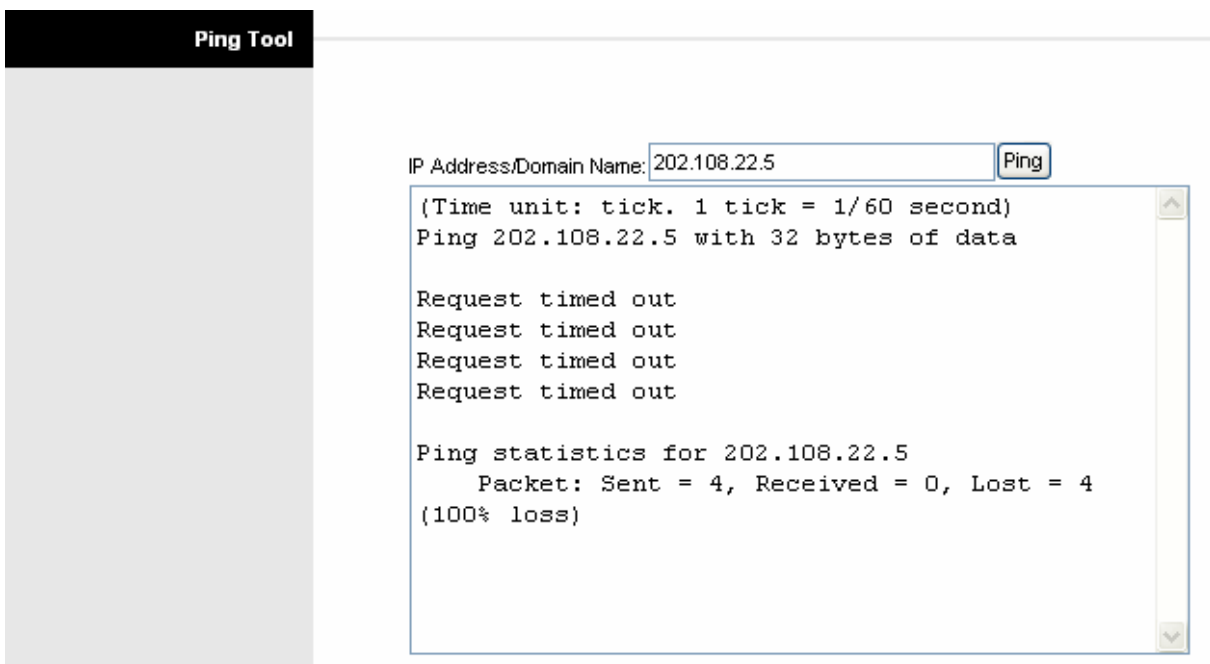 Ping Tool
IP Address/Domain Name: 202.108.22.5 Ping
(Time unit: tick. 1 tick = 1/60 second)
Ping 202.108.22.5 with 32 bytes of data
Request timed out
Request timed out
Request timed out
Request timed out
Ping statistics for 202.108.22.5
Packet: Sent = 4, Received = 0, Lost = 4
(100% loss)